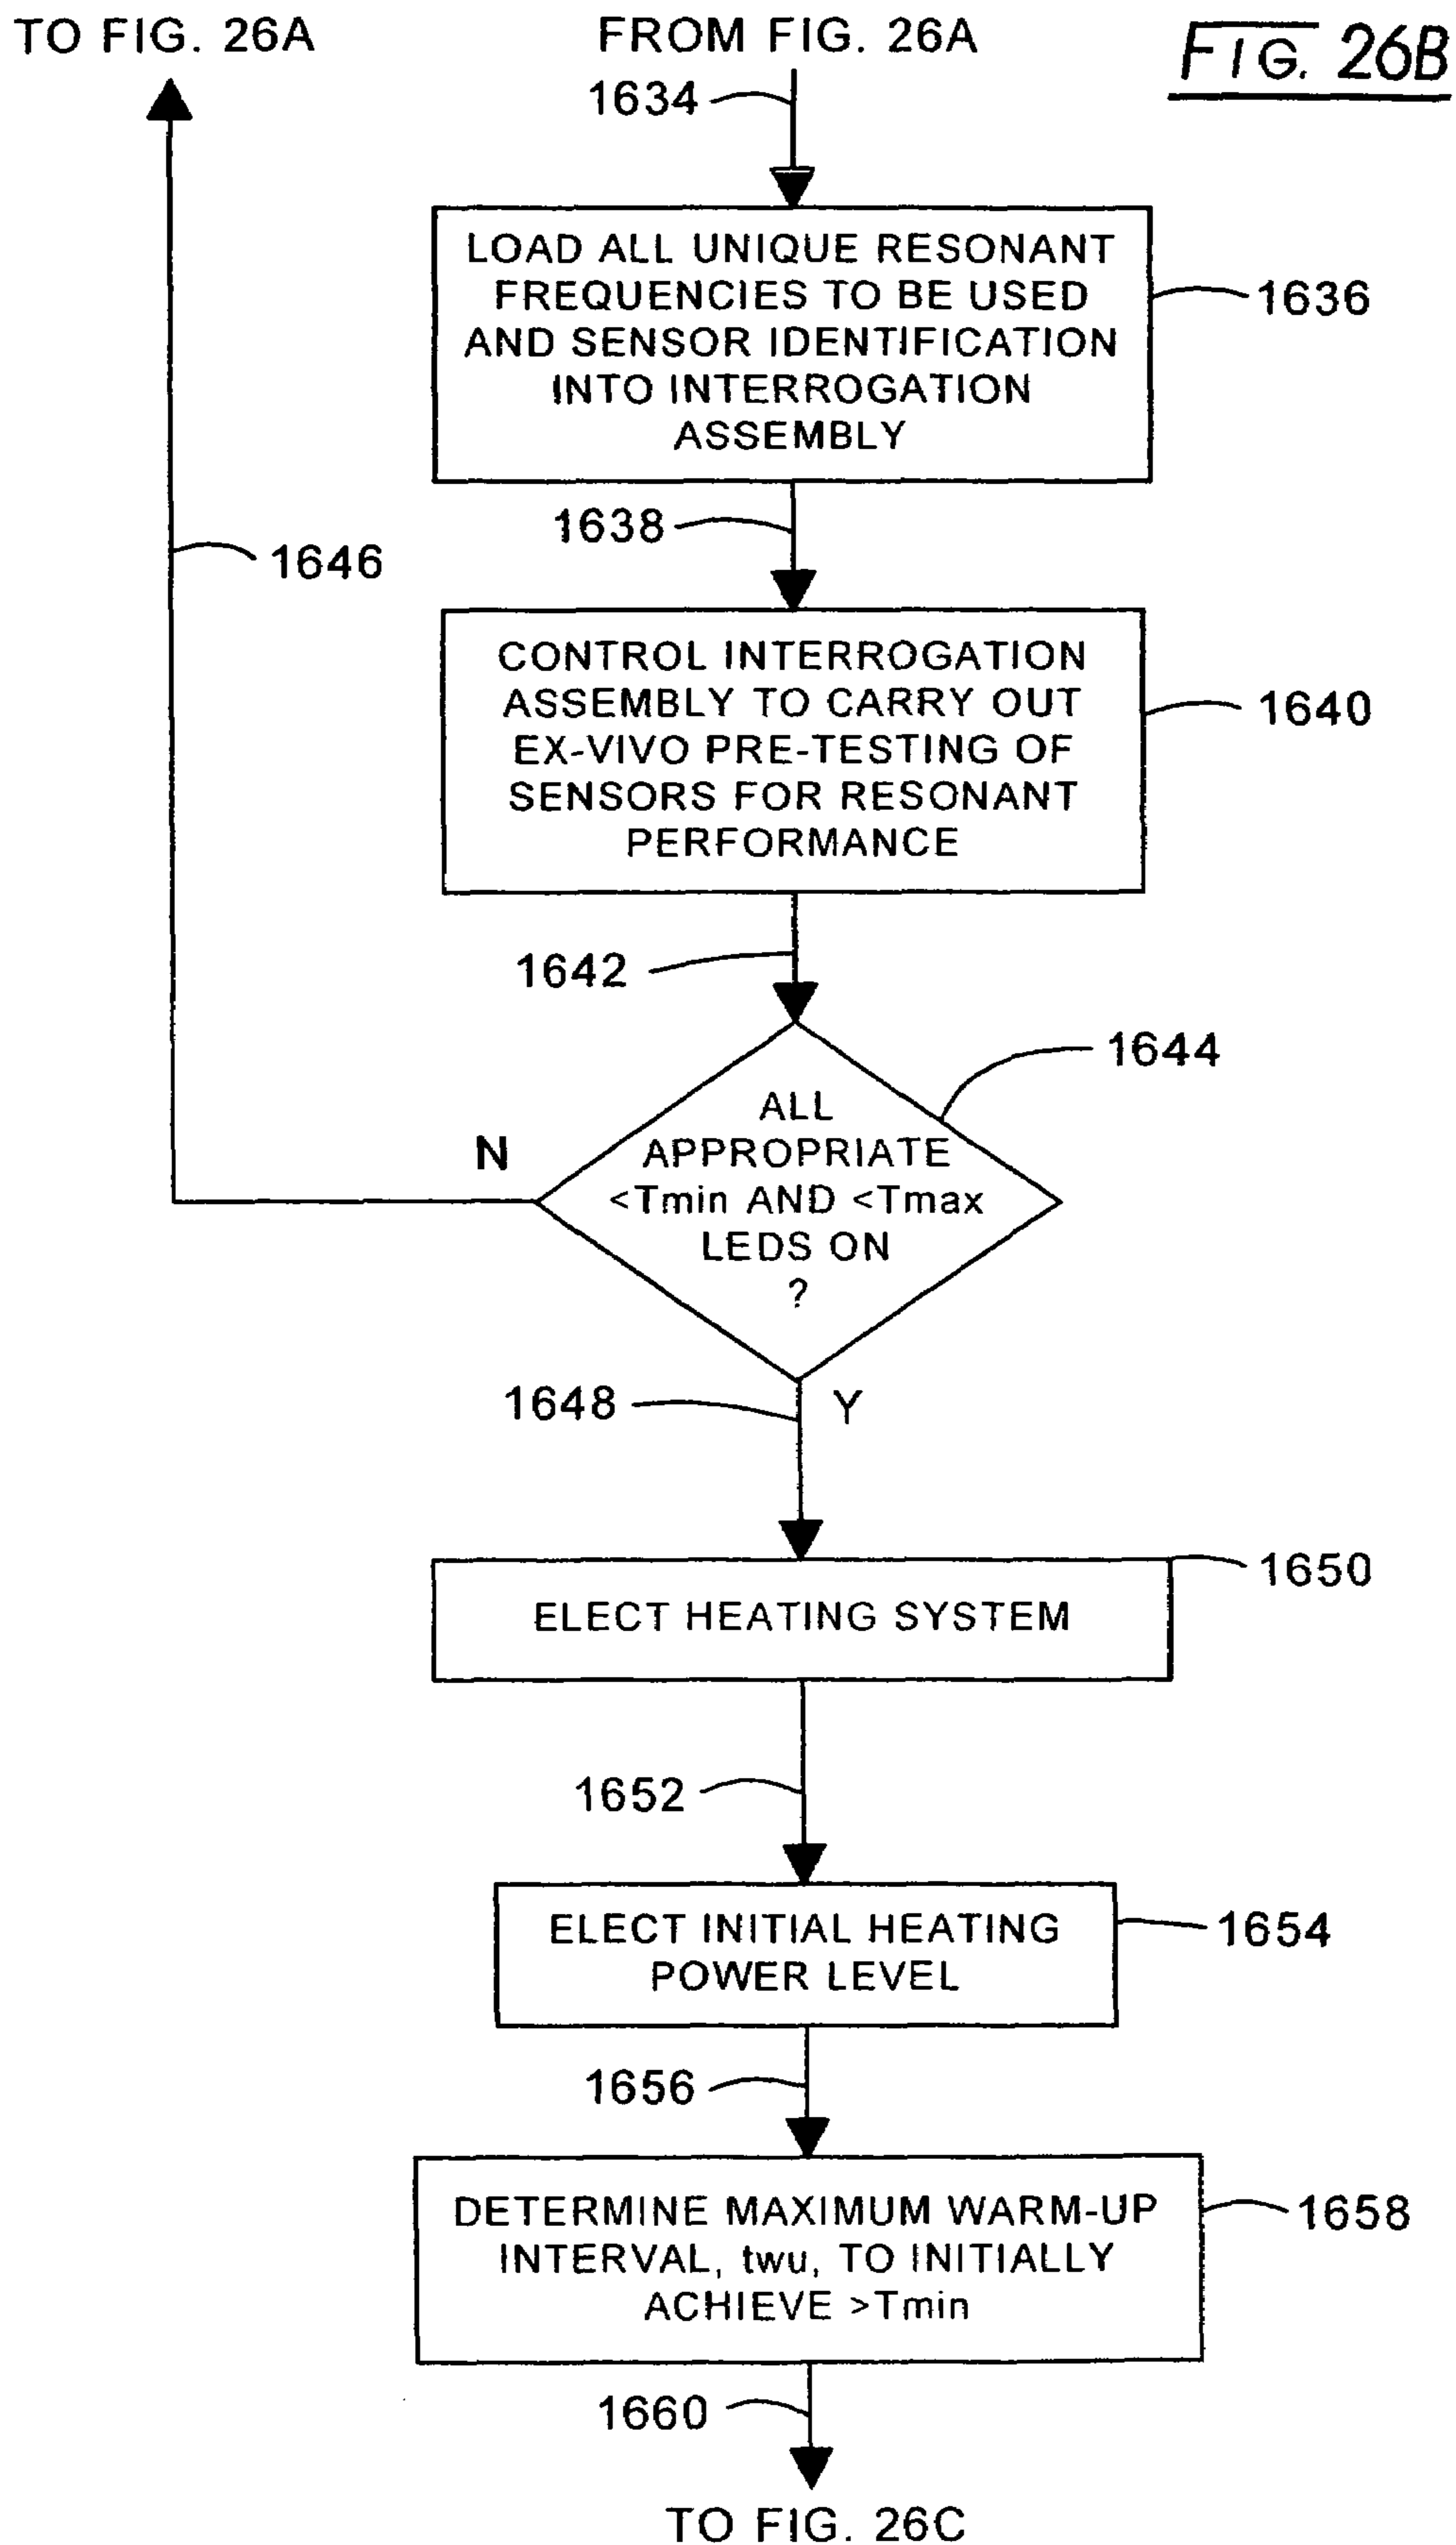 TO FIG. 26A
FROM FIG. 26A
FIG. 26B
1634
LOAD ALL UNIQUE RESONANT
FREQUENCIES TO BE USED
AND SENSOR IDENTIFICATION
INTO INTERROGATION
ASSEMBLY
1636
1638
1646
CONTROL INTERROGATION
ASSEMBLY TO CARRY OUT
EX-VIVO PRE-TESTING OF
SENSORS FOR RESONANT
PERFORMANCE
1640
1642
1644
ALL
APPROPRIATE
<Tmin AND <Tmax
LEDS ON
?
N
1648
Y
1650
ELECT HEATING SYSTEM
1652
ELECT INITIAL HEATING
POWER LEVEL
1654
1656
DETERMINE MAXIMUM WARM-UP
INTERVAL, twu, TO INITIALLY
ACHIEVE >Tmin
1658
1660
TO FIG. 26C